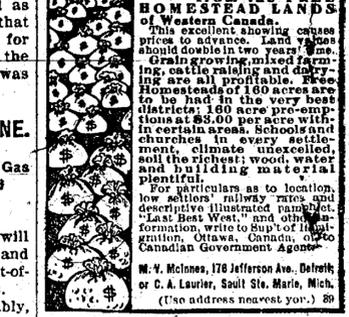 as
that
for
the
was
NE.
Gas
will
and
t-of-
bly,
HOMESTEAD LANDS
of Western Canada.
This excellent showing causes
prices to advance. Land values
should double in two years' time.
Grain growing, mixed farm-
ing, cattle raising and dairy-
ing are all profitable. Free
Homesteads of 160 acres are
to be had in the very best
districts; 160 acre pre-emp-
tions at $3.00 per acre with-
in certain areas. Schools and
churches in every settle-
ment, climate unexcelled,
soil the richest; wood, water
and building material
plentiful.
For particulars as to location,
low settlers' railway rates and
descriptive illustrated pamphlet,
"Last Best West," and other in-
formation, write to Sup't of Immi-
gration, Ottawa, Canada, or to
Canadian Government Agent.
M. V. McInnes, 176 Jefferson Ave., Detroit;
or C. A. Laurier, Sault Ste. Marie, Mich.
(Use address nearest you.) 89